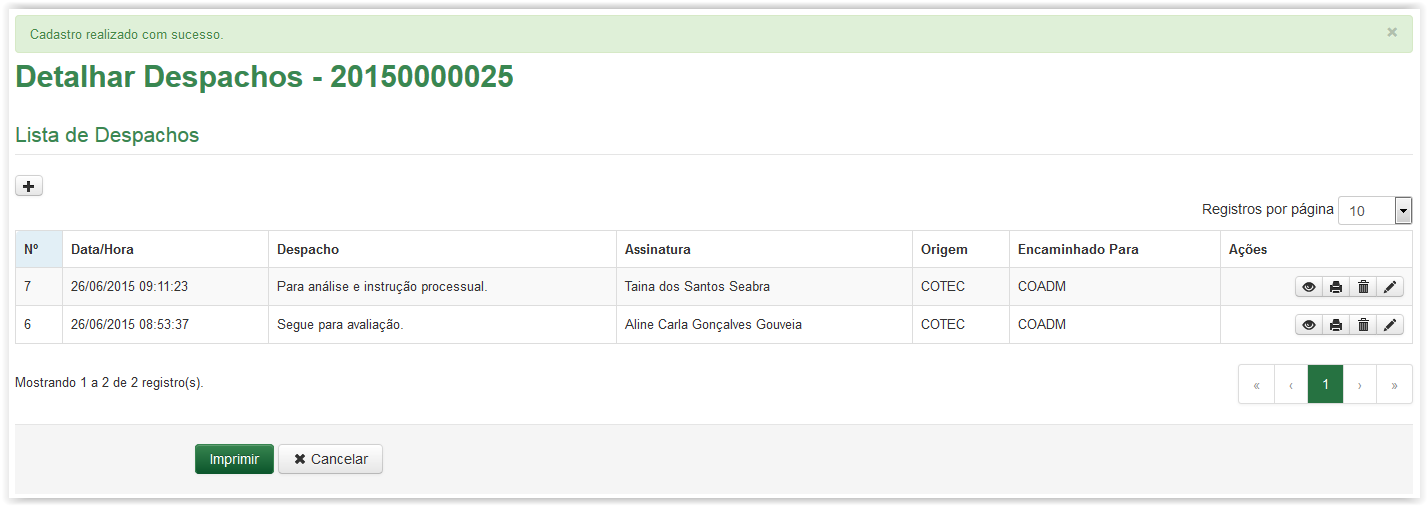 Cadastro realizado com sucesso. ×
Detalhar Despachos - 20150000025
Lista de Despachos
Registros por página 10
Nº Data/Hora Despacho Assinatura Origem Encaminhado Para Ações
7 26/06/2015 09:11:23 Para análise e instrução processual. Taina dos Santos Seabra COTEC COADM
6 26/06/2015 08:53:37 Segue para avaliação. Aline Carla Gonçalves Gouveia COTEC COADM
Mostrando 1 a 2 de 2 registro(s). « ‹ 1 › »
Imprimir Cancelar